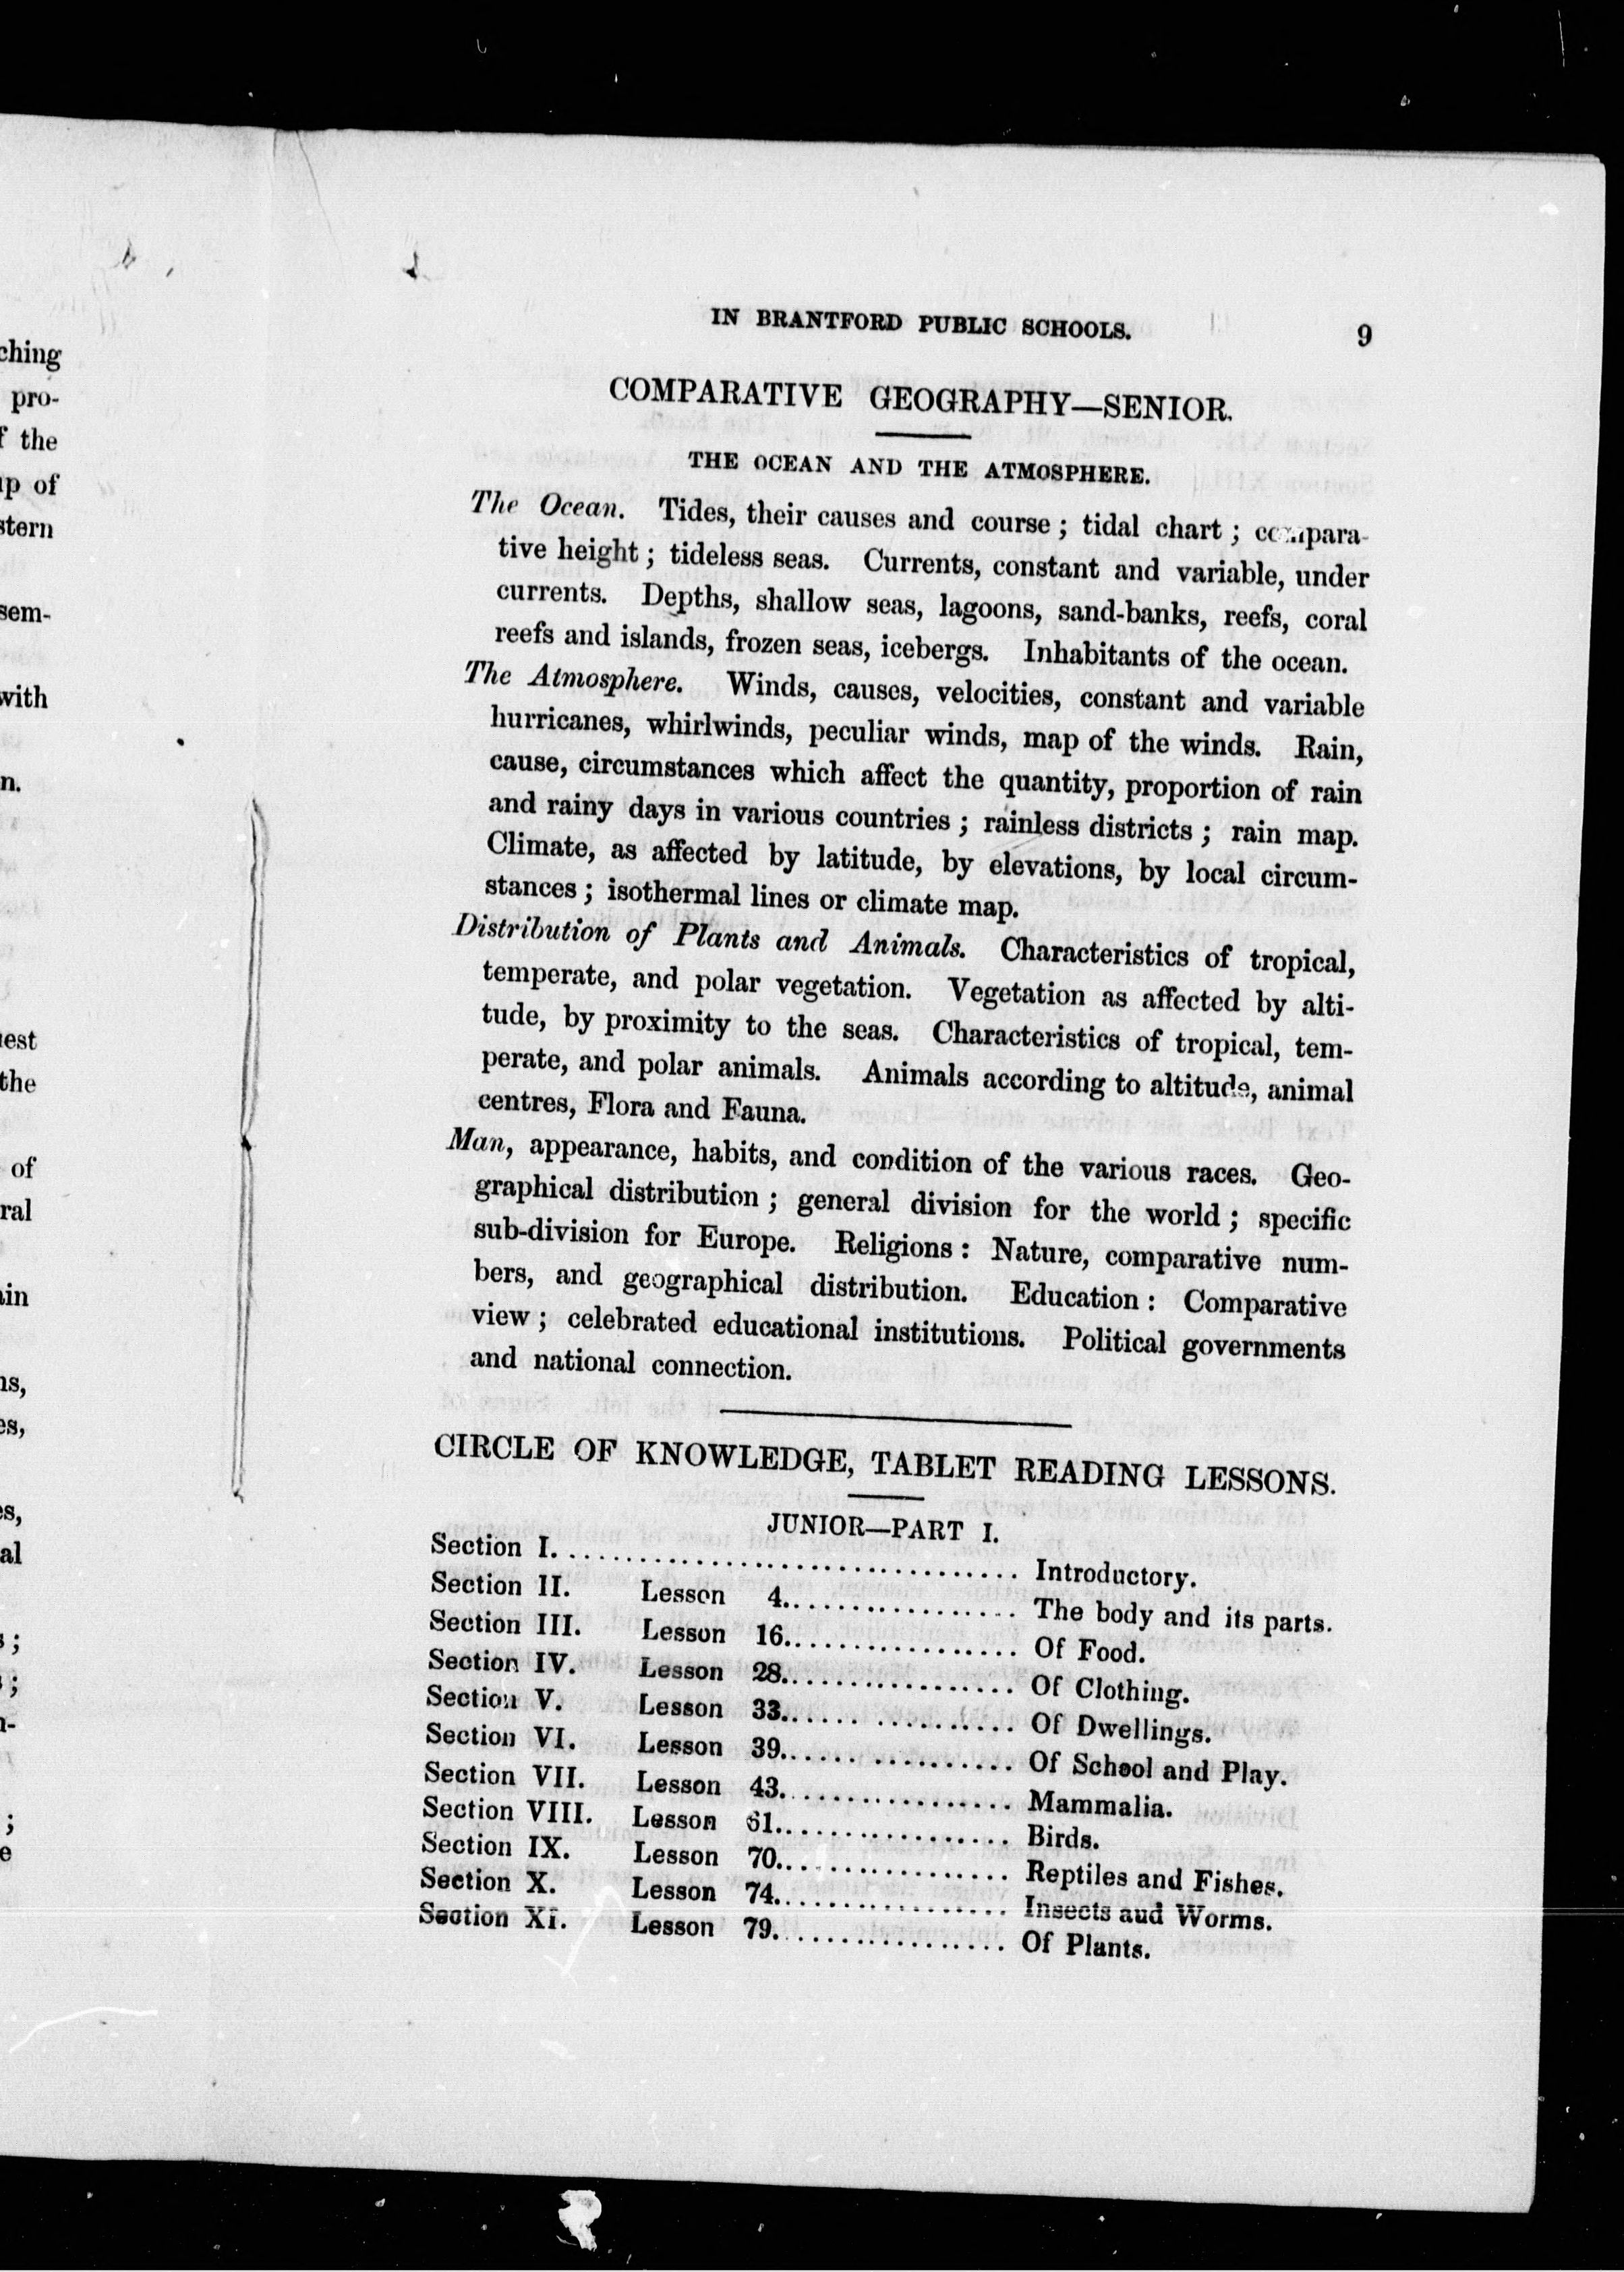 IN BRANTFORD PUBLIC SCHOOLS. 9
COMPARATIVE GEOGRAPHY—SENIOR.
THE OCEAN AND THE ATMOSPHERE.
The Ocean. Tides, their causes and course ; tidal chart ; compara-
tive height ; tideless seas. Currents, constant and variable, under
currents. Depths, shallow seas, lagoons, sand-banks, reefs, coral
reefs and islands, frozen seas, icebergs. Inhabitants of the ocean.
The Atmosphere. Winds, causes, velocities, constant and variable
hurricanes, whirlwinds, peculiar winds, map of the winds. Rain,
cause, circumstances which affect the quantity, proportion of rain
and rainy days in various countries ; rainless districts ; rain map.
Climate, as affected by latitude, by elevations, by local circum-
stances ; isothermal lines or climate map.
Distribution of Plants and Animals. Characteristics of tropical,
temperate, and polar vegetation. Vegetation as affected by alti-
tude, by proximity to the seas. Characteristics of tropical, tem-
perate, and polar animals. Animals according to altitude, animal
centres, Flora and Fauna.
Man, appearance, habits, and condition of the various races. Geo-
graphical distribution ; general division for the world ; specific
sub-division for Europe. Religions : Nature, comparative num-
bers, and geographical distribution. Education : Comparative
view ; celebrated educational institutions. Political governments
and national connection.
CIRCLE OF KNOWLEDGE, TABLET READING LESSONS.
JUNIOR—PART I.
Section I. ................................ Introductory.
Section II. Lesson 4.................. The body and its parts.
Section III. Lesson 16.................. Of Food.
Section IV. Lesson 28.................. Of Clothing.
Section V. Lesson 33.................. Of Dwellings.
Section VI. Lesson 39.................. Of School and Play.
Section VII. Lesson 43.................. Mammalia.
Section VIII. Lesson 61.................. Birds.
Section IX. Lesson 70.................. Reptiles and Fishes.
Section X. Lesson 74.................. Insects aud Worms.
Section XI. Lesson 79.................. Of Plants.